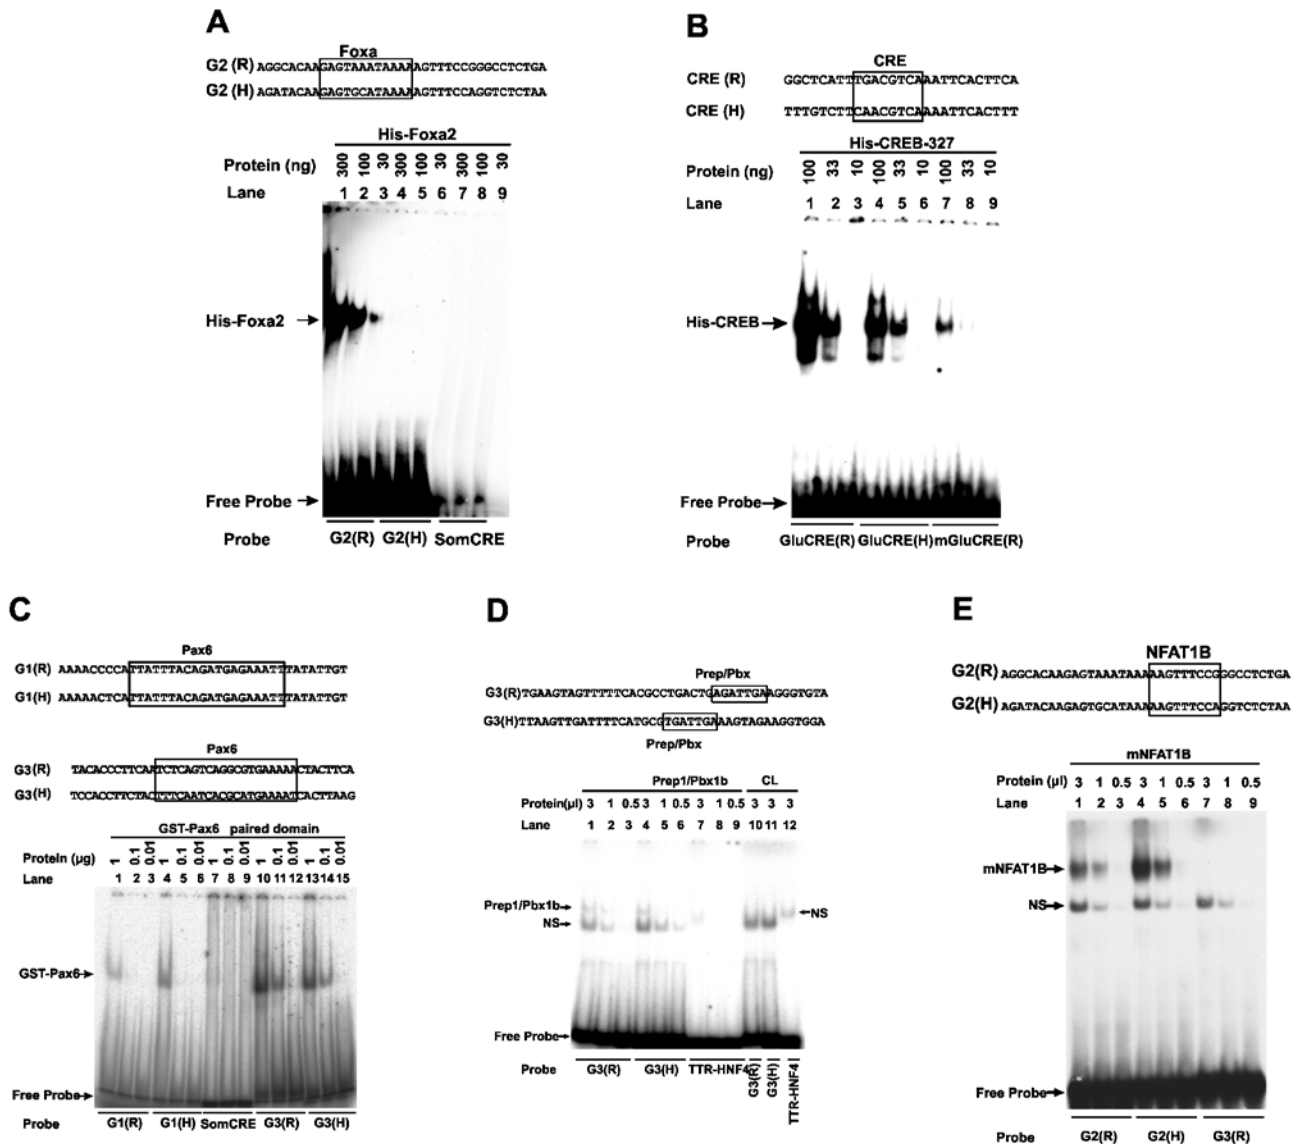 A
Foxa
G2 (R) AGGCACAAGAGTAAATAAAAAGTTTCCGGGCCTCTGA
G2 (H) AGATACAAGAGTGCATAAAAAGTTTCCAGGTCTCTAA
His-Foxa2
Protein (ng) 300 100 30 300 100 30 300 100 30
Lane 1 2 3 4 5 6 7 8 9
His-Foxa2
Free Probe
Probe G2(R) G2(H) SomCRE
B
CRE
CRE (R) GGCTCATTTGACGTCAAATTCACTTCA
CRE (H) TTTGTCTTCAACGTCAAAATTCACTTT
His-CREB-327
Protein (ng) 100 33 10 100 33 10 100 33 10
Lane 1 2 3 4 5 6 7 8 9
His-CREB
Free Probe
Probe GluCRE(R) GluCRE(H) mGluCRE(R)
C
Pax6
G1(R) AAAACCCCATTATTTACAGATGAGAAATTTATATTGT
G1(H) AAAAACTCATTATTTACAGATGAGAAATTTATATTGT
Pax6
G3(R) TACACCCTTCAATCTCAGTCAGGCGTGAAAAACTACTTCA
G3(H) TCCACCTTCTACTTTCAATCACGCATGAAAATCACTTAAG
GST-Pax6 paired domain
Protein (µg) 1 0.1 0.01 1 0.1 0.01 1 0.1 0.01 1 0.1 0.01 1 0.1 0.01
Lane 1 2 3 4 5 6 7 8 9 10 11 12 13 14 15
GST-Pax6
Free Probe
Probe G1(R) G1(H) SomCRE G3(R) G3(H)
D
Prep/Pbx
G3(R)TGAAGTAGTTTTTCACGCCTGACTGAGATTGAAGGGTGTA
G3(H)TTAAGTTGATTTTCATGCGTGATTGAAAGTAGAAGGTGGA
Prep/Pbx
Prep1/Pbx1b CL
Protein(µl) 3 1 0.5 3 1 0.5 3 1 0.5 3 3 3
Lane 1 2 3 4 5 6 7 8 9 10 11 12
Prep1/Pbx1b
NS
NS
Free Probe
Probe G3(R) G3(H) TTR-HNF4 G3(R) G3(H) TTR-HNF4
E
NFAT1B
G2(R) AGGCACAAGAGTAAATAAAAAGTTTCCGGGCCTCTGA
G2(H) AGATACAAGAGTGCATAAAAAGTTTCCAGGTCTCTAA
mNFAT1B
Protein (µl) 3 1 0.5 3 1 0.5 3 1 0.5
Lane 1 2 3 4 5 6 7 8 9
mNFAT1B
NS
Free Probe
Probe G2(R) G2(H) G3(R)